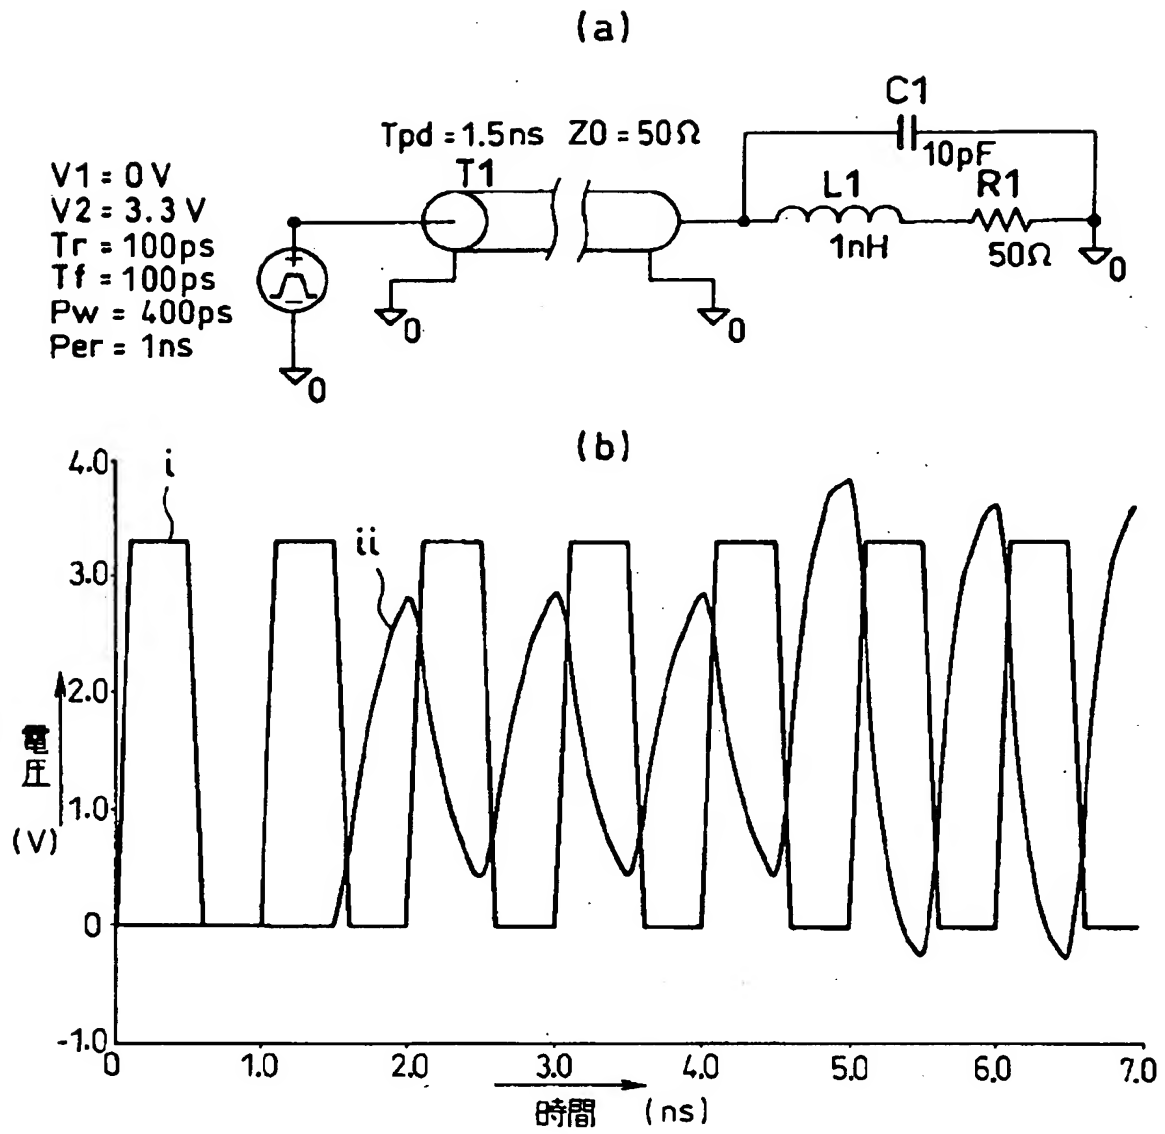 (a)
C1
10pF
Tpd = 1.5ns Z0 = 50Ω
T1
L1
1nH
R1
50Ω
V1 = 0V
V2 = 3.3V
Tr = 100ps
Tf = 100ps
Pw = 400ps
Per = 1ns
+
−
0
0
0
0
(b)
4.0
3.0
2.0
1.0
0
-1.0
i
ii
電圧
(V)
0 1.0 2.0 3.0 4.0 5.0 6.0 7.0
時間 (ns)